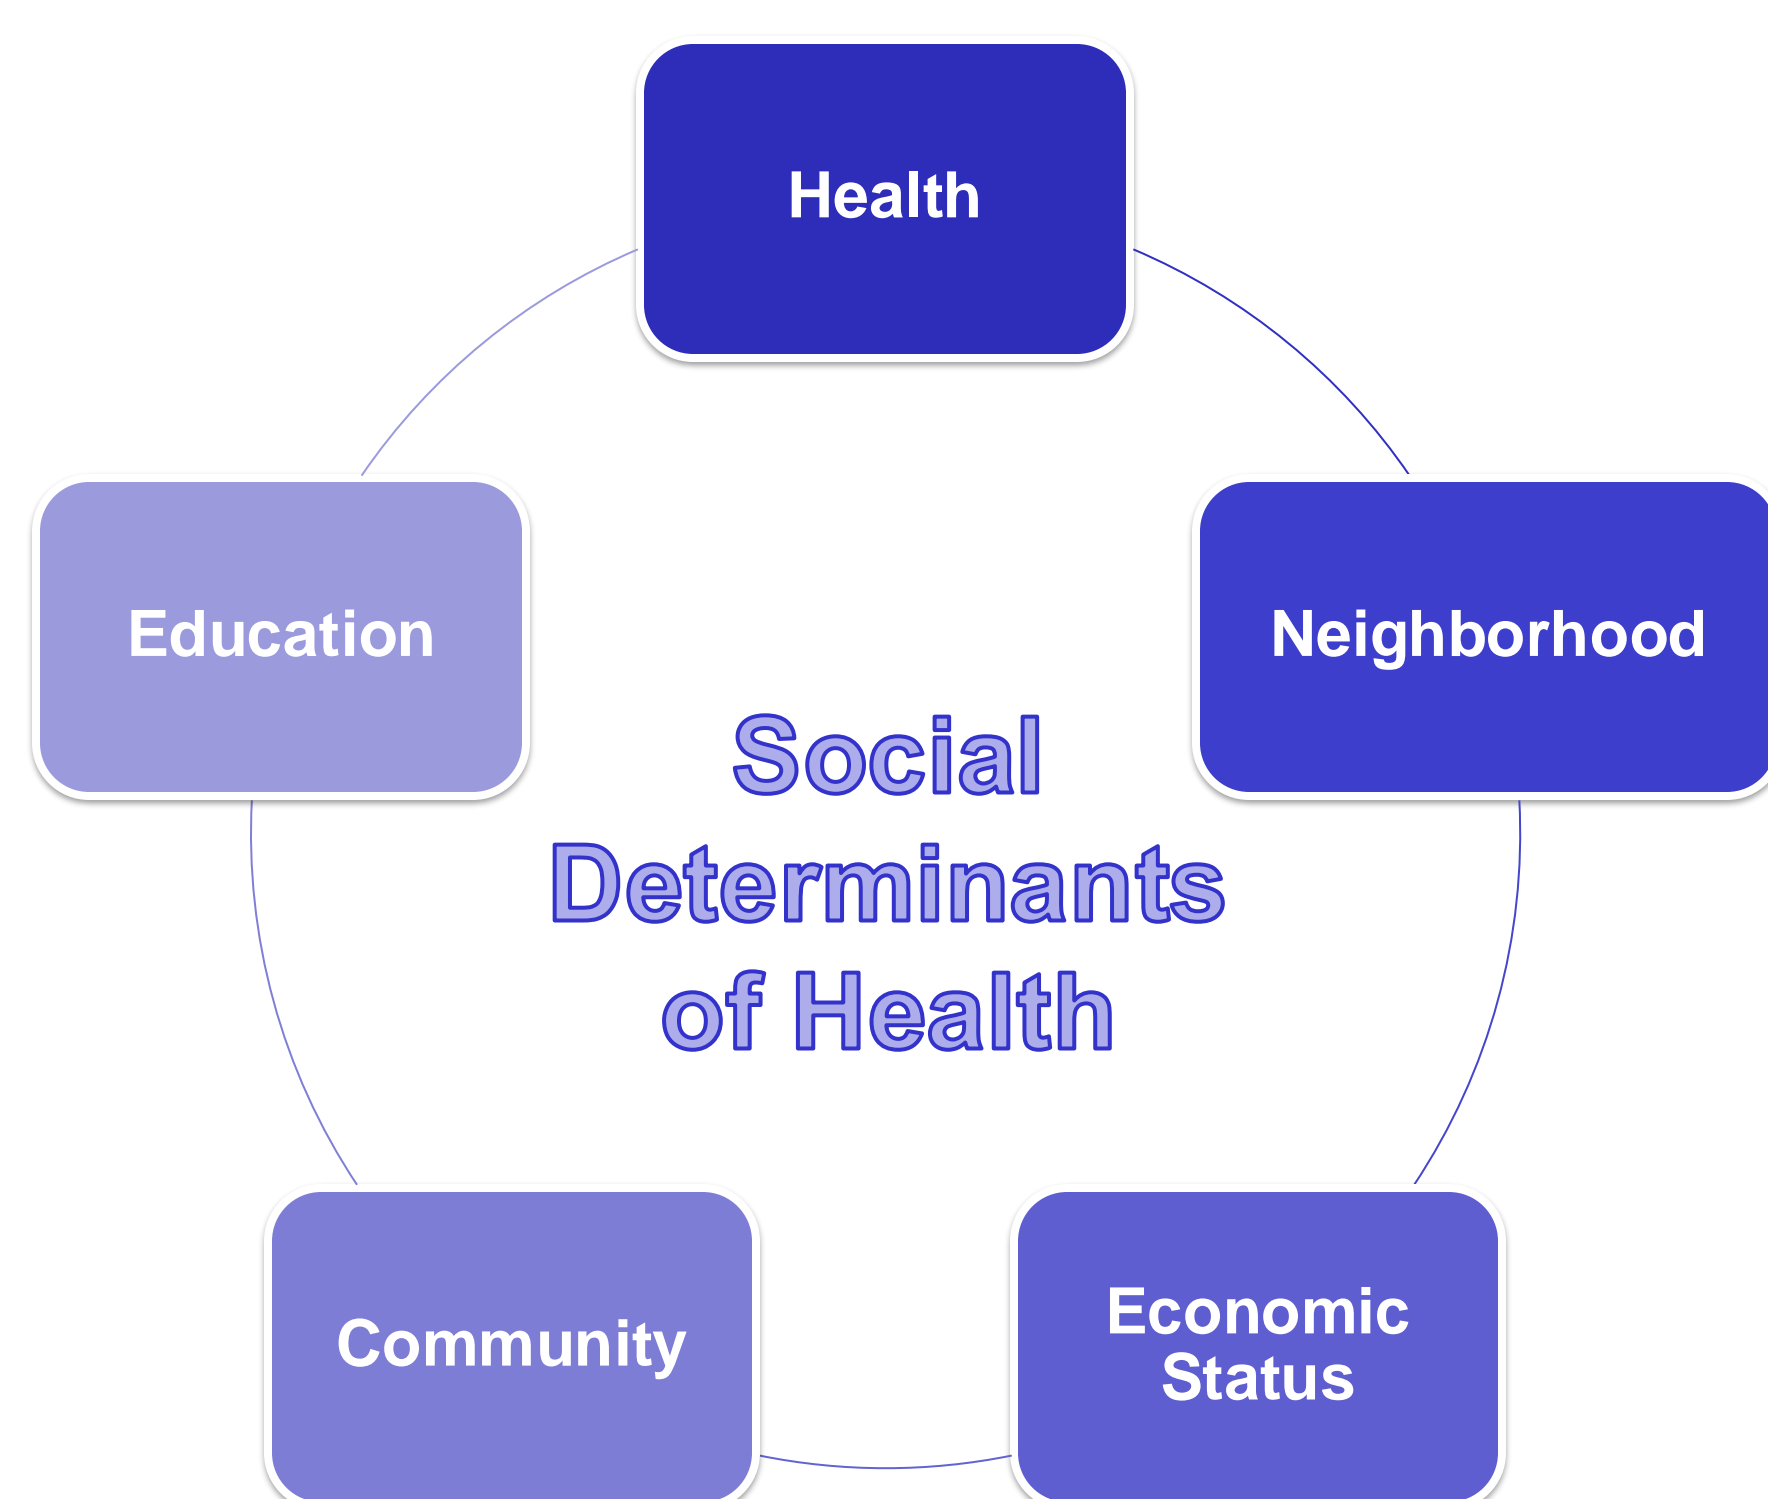 Health
Education
Neighborhood
Social
Determinants
of Health
Community
Economic
Status